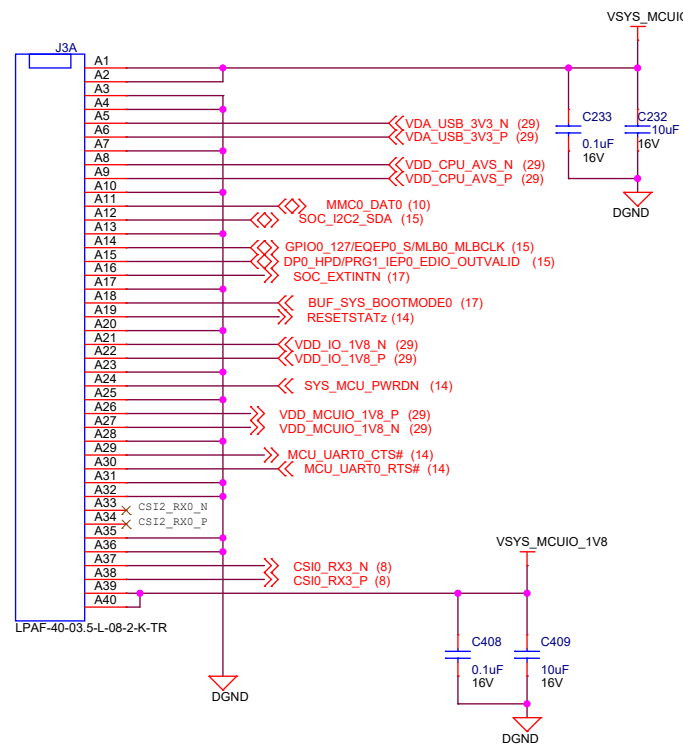 VSYS_MCUIO
J3A
A1
A2
A3
A4
A5 VDA_USB_3V3_N (29)
A6 VDA_USB_3V3_P (29)
A7
A8 VDD_CPU_AVS_N (29)
A9 VDD_CPU_AVS_P (29)
A10
A11 MMC0_DAT0 (10)
A12 SOC_I2C2_SDA (15)
A13
A14 GPIO0_127/EQEP0_S/MLB0_MLBCLK (15)
A15 DP0_HPD/PRG1_IEP0_EDIO_OUTVALID (15)
A16 SOC_EXTINTN (17)
A17
A18 BUF_SYS_BOOTMODE0 (17)
A19 RESETSTATz (14)
A20
A21 VDD_IO_1V8_N (29)
A22 VDD_IO_1V8_P (29)
A23
A24 SYS_MCU_PWRDN (14)
A25
A26 VDD_MCUIO_1V8_P (29)
A27 VDD_MCUIO_1V8_N (29)
A28
A29 MCU_UART0_CTS# (14)
A30 MCU_UART0_RTS# (14)
A31
A32
A33 CSI2_RX0_N
A34 CSI2_RX0_P
A35
A36
A37 CSI0_RX3_N (8)
A38 CSI0_RX3_P (8)
A39
A40
LPAF-40-03.5-L-08-2-K-TR
DGND
C233
0.1uF
16V
C232
10uF
16V
DGND
VSYS_MCUIO_1V8
C408
0.1uF
16V
C409
10uF
16V
DGND